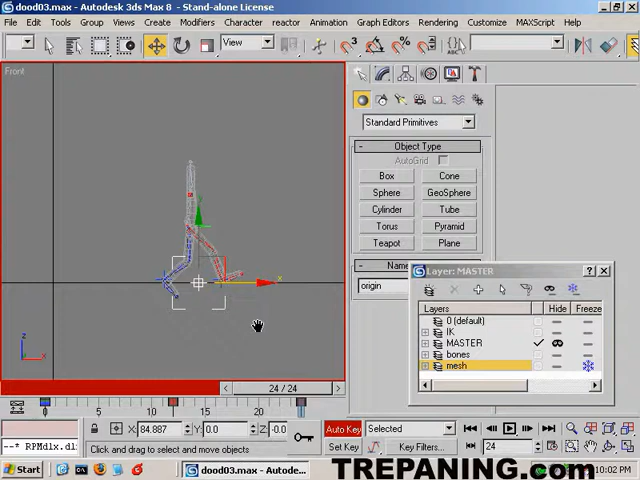 dood03.max - Autodesk 3ds Max 8 - Stand-alone License
File Edit Tools Group Views Create Modifiers Character reactor Animation Graph Editors Rendering Customize MAXScript Help
View
Front
Standard Primitives
Object Type
AutoGrid
Box Cone
Sphere GeoSphere
Cylinder Tube
Torus Pyramid
Teapot Plane
origin
Layer: MASTER
Layers Hide Freeze
0 (default)
IK
MASTER
bones
mesh
x
z
x
24 / 24
0 5 15 20
Auto Key Selected
X: 84.887 Y: 0.0 Z: -0.0
Set Key Key Filters... 24
--* RPMdlx.dl
Click and drag to select and move objects
Start dood03.max - Autode... 10:02 PM
TREPANING.com